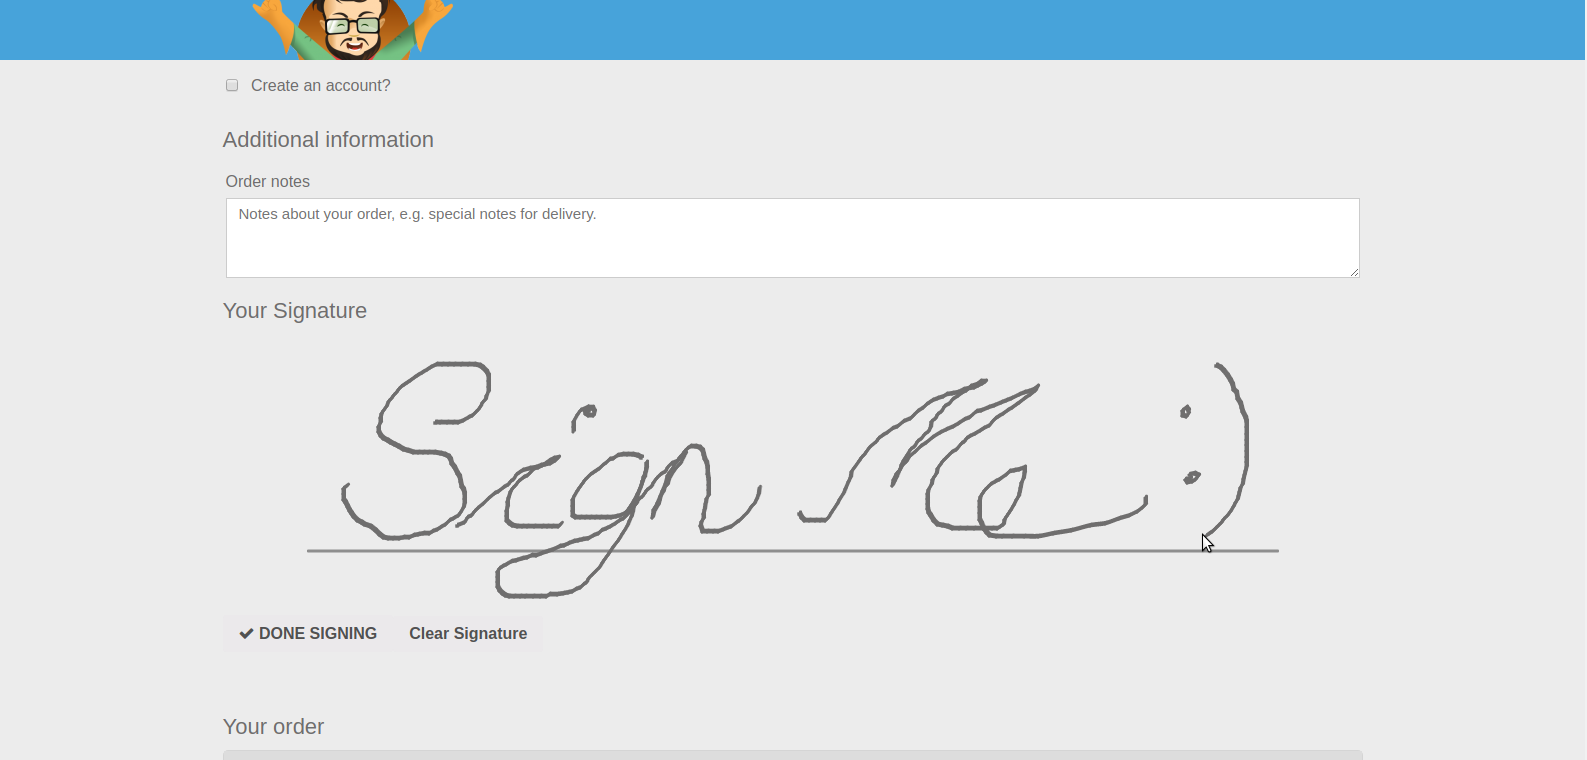 Create an account?
Additional information
Order notes
Notes about your order, e.g. special notes for delivery.
Your Signature
Sign Me :)
DONE SIGNING Clear Signature
Your order